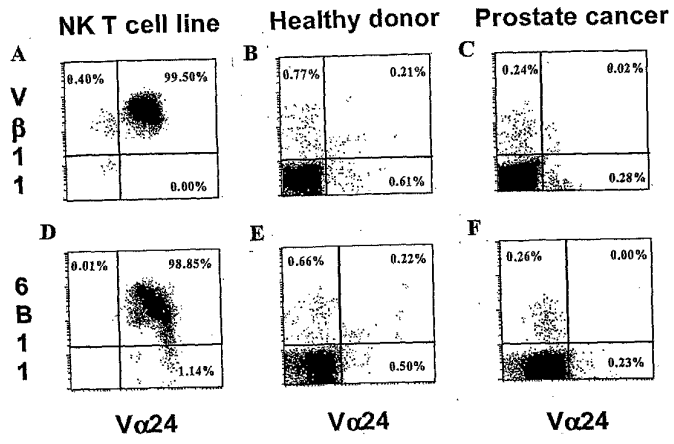 NK T cell line
Healthy donor
Prostate cancer
A
B
C
0.40%
99.50%
0.77%
0.21%
0.24%
0.02%
V
β
1
1
0.00%
0.61%
0.28%
D
E
F
0.01%
98.85%
0.66%
0.22%
0.26%
0.00%
6
B
1
1
1.14%
0.50%
0.23%
Vα24
Vα24
Vα24